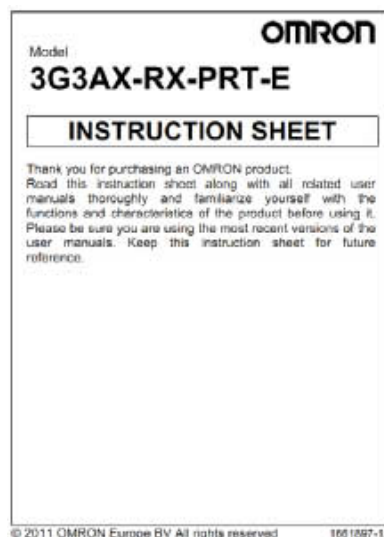 OMRON
Model
3G3AX-RX-PRT-E
INSTRUCTION SHEET
Thank you for purchasing an OMRON product.
Read this instruction sheet along with all related user
manuals thoroughly and familiarize yourself with the
functions and characteristics of the product before using it.
Please be sure you are using the most recent versions of the
user manuals. Keep this instruction sheet for future
reference.
© 2011 OMRON Europe BV All rights reserved 1661897-1